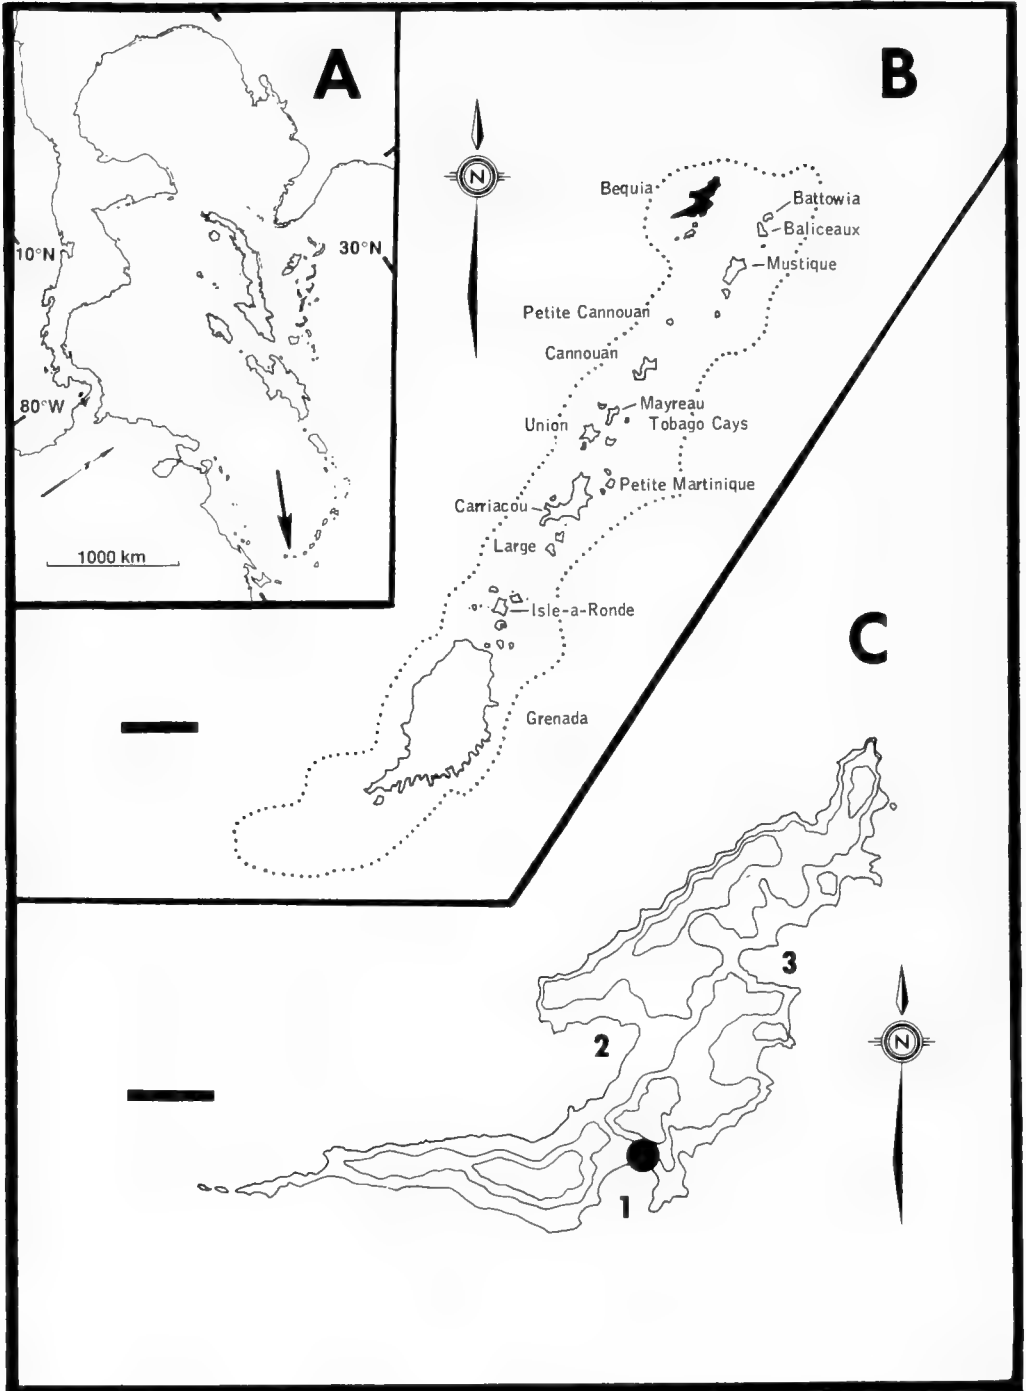 A
10°N
30°N
80°W
1000 km
B
N
Bequia
Battowia
Baliceaux
Mustique
Petite Cannouan
Cannouan
Mayreau
Union
Tobago Cays
Petite Martinique
Carriacou
Large
Isle-a-Ronde
Grenada
C
3
2
N
1